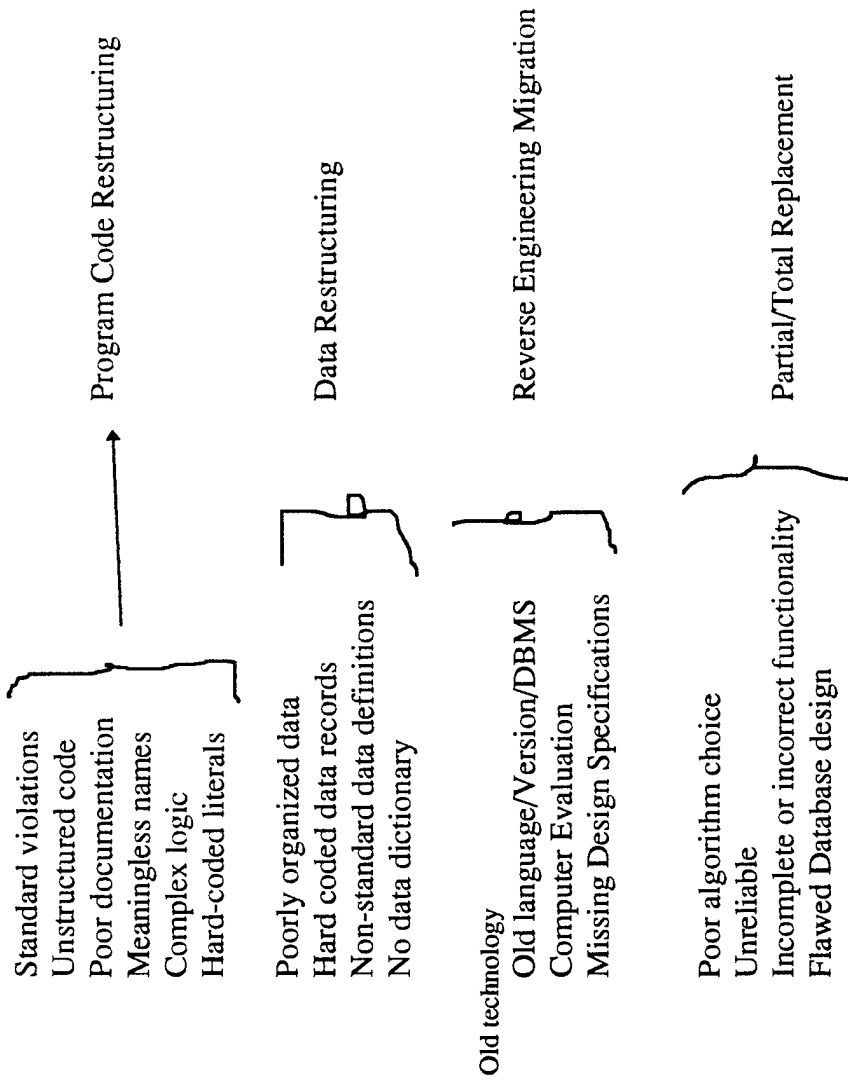 Standard violations
Unstructured code
Poor documentation
Meaningless names
Complex logic
Hard-coded literals
Program Code Restructuring
Poorly organized data
Hard coded data records
Non-standard data definitions
No data dictionary
Data Restructuring
Old technology
Old language/Version/DBMS
Computer Evaluation
Missing Design Specifications
Reverse Engineering Migration
Poor algorithm choice
Unreliable
Incomplete or incorrect functionality
Flawed Database design
Partial/Total Replacement